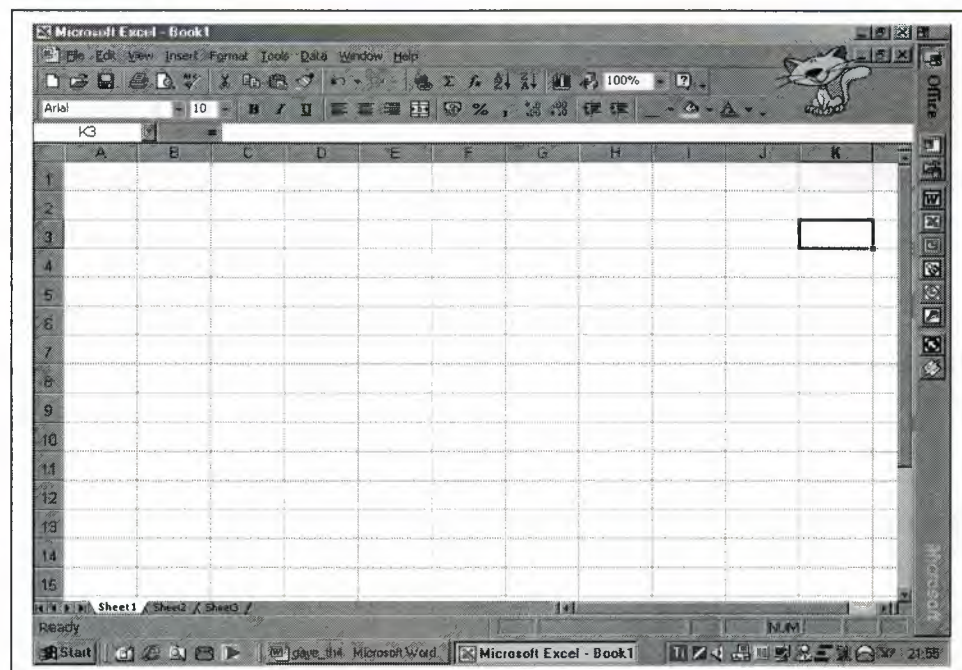 Microsoft Excel - Book1
File Edit View Insert Format Tools Data Window Help
100%
Arial 10 B I U % ,
K3 =
A B C D E F G H I J K
1
2
3
4
5
6
7
8
9
10
11
12
13
14
15
Sheet1 Sheet2 Sheet3
Ready NUM
Start Microsoft Word Microsoft Excel - Book1 21:55
Office
Microsoft